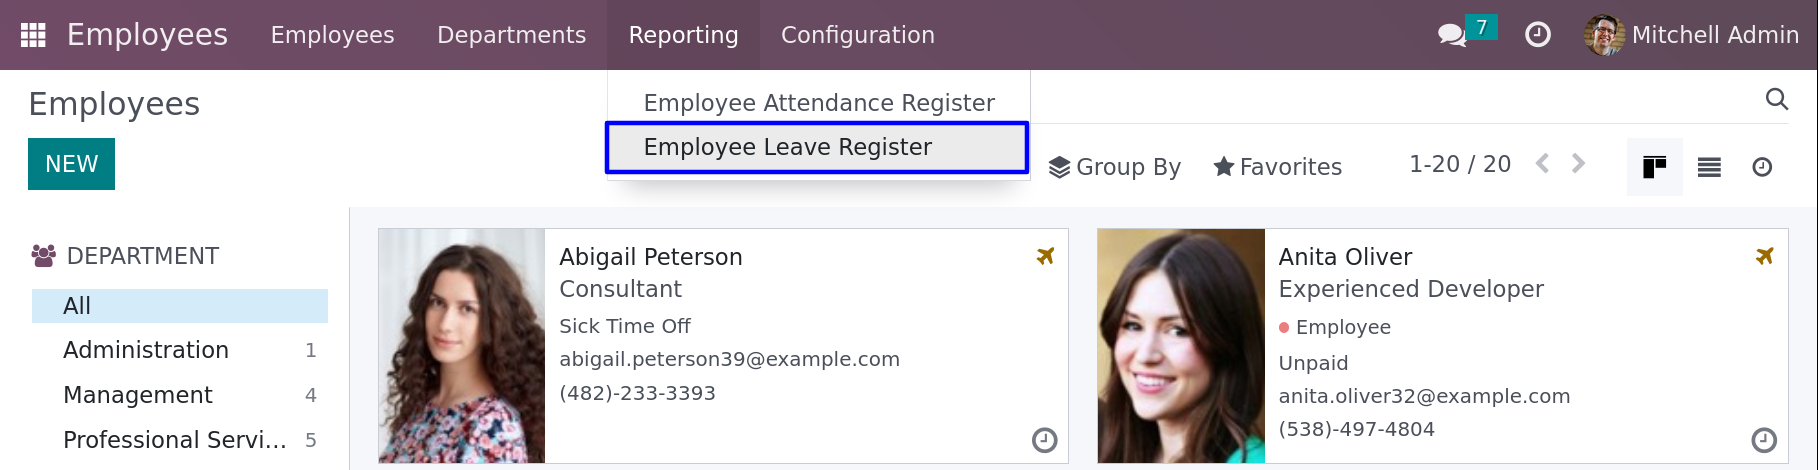 Employees Employees Departments Reporting Configuration 7 Mitchell Admin
Employees
Employee Attendance Register
Employee Leave Register
NEW
Group By Favorites 1-20 / 20
DEPARTMENT
All
Administration 1
Management 4
Professional Servi... 5
Abigail Peterson
Consultant
Sick Time Off
abigail.peterson39@example.com
(482)-233-3393
Anita Oliver
Experienced Developer
Employee
Unpaid
anita.oliver32@example.com
(538)-497-4804